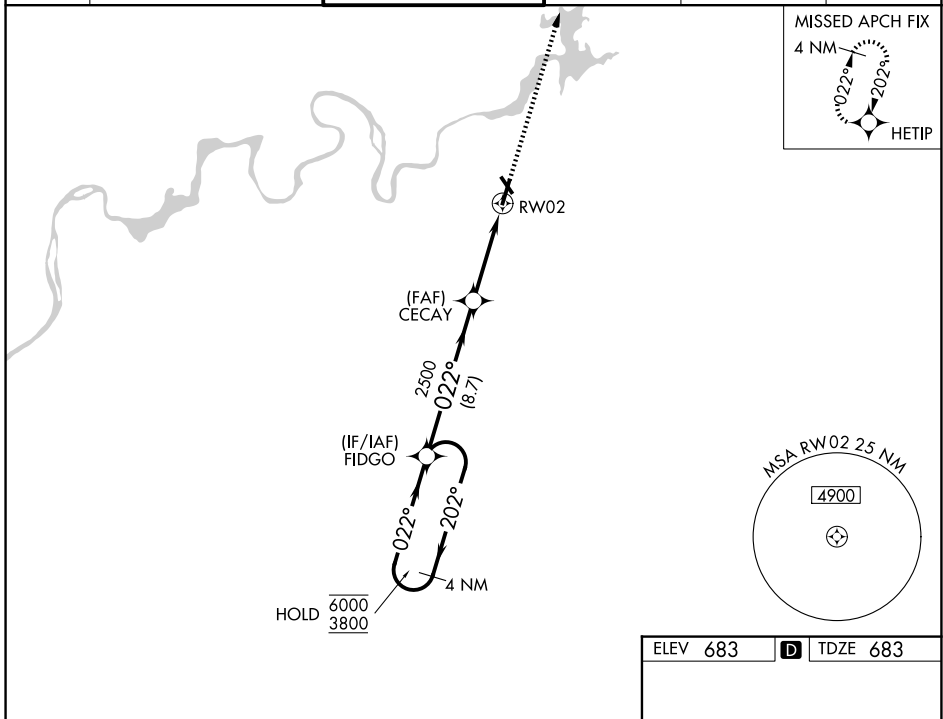 MISSED APCH FIX
4 NM
022°
202°
HETIP
RW02
(FAF)
CECAY
2500
022°
(8.7)
(IF/IAF)
FIDGO
022°
202°
4 NM
HOLD 6000
3800
MSA RW02 25 NM
4900
ELEV 683 D TDZE 683